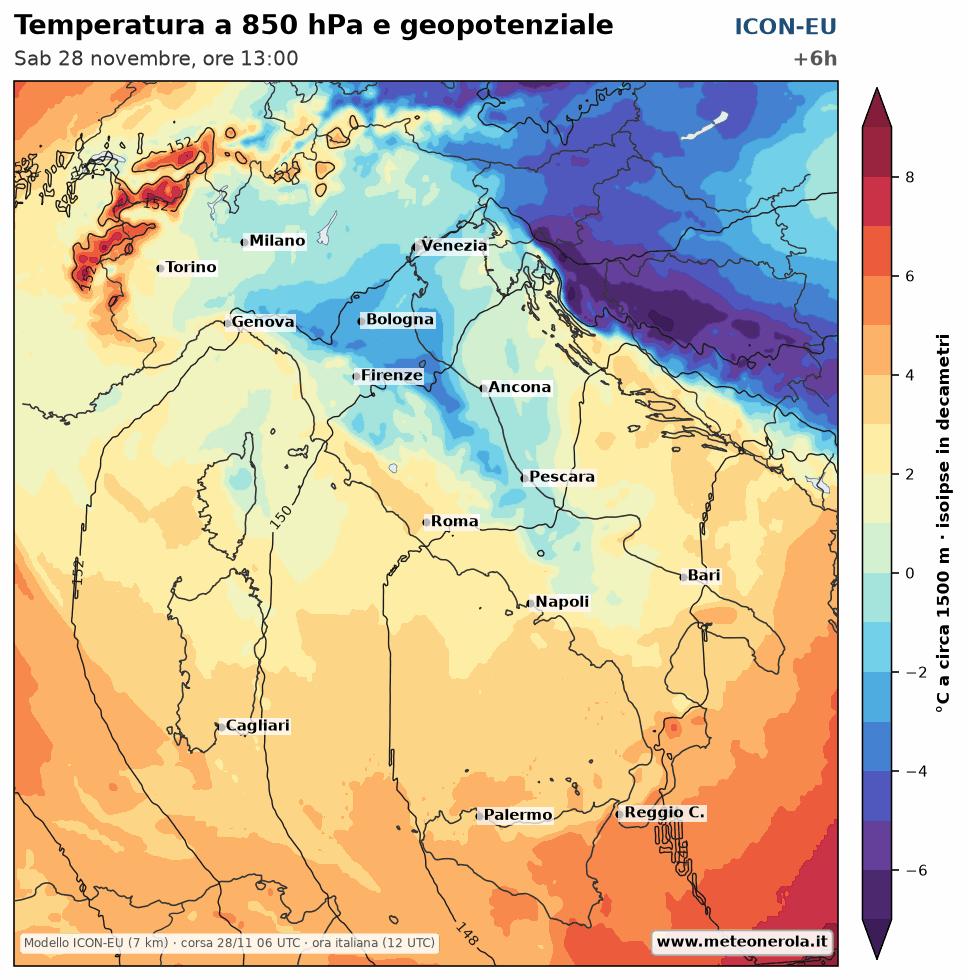 Temperatura a 850 hPa e geopotenziale
ICON-EU
Sab 28 novembre, ore 13:00
+6h
152
Milano
Venezia
Torino
152
Genova
Bologna
Firenze
Ancona
Pescara
150
Roma
152
Bari
Napoli
Cagliari
Palermo
Reggio C.
148
Modello ICON-EU (7 km) · corsa 28/11 06 UTC · ora italiana (12 UTC)
www.meteonerola.it
8
6
4
2
0
−2
−4
−6
°C a circa 1500 m · isoipse in decametri